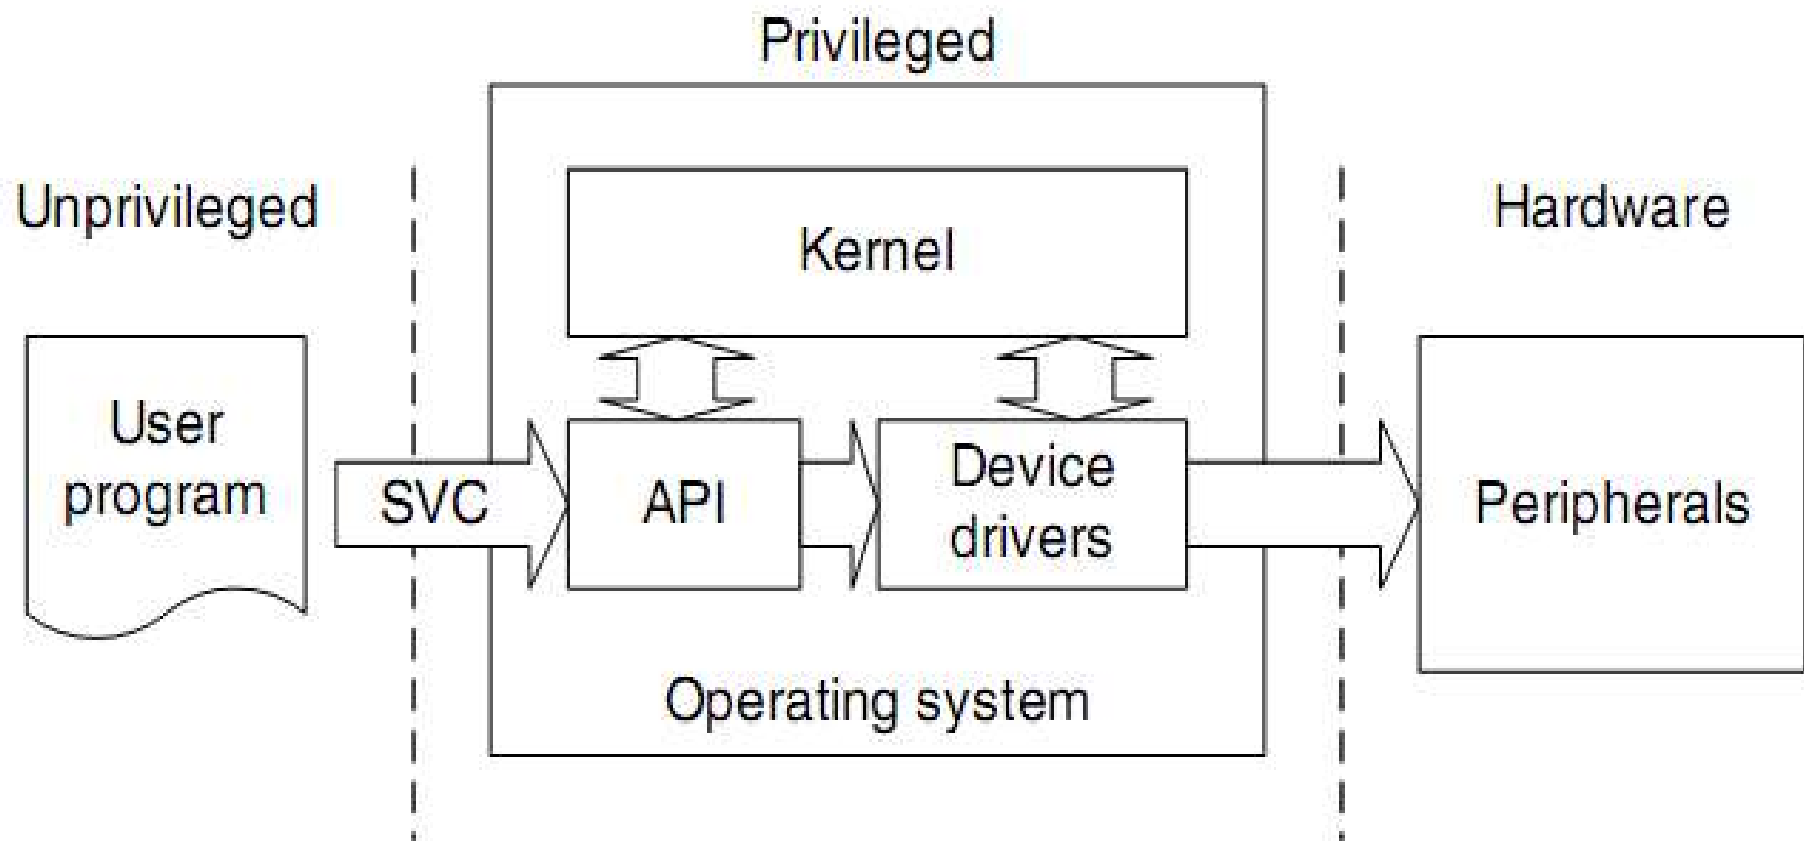 Privileged
Unprivileged
Hardware
Kernel
User
program
SVC
API
Device
drivers
Peripherals
Operating system